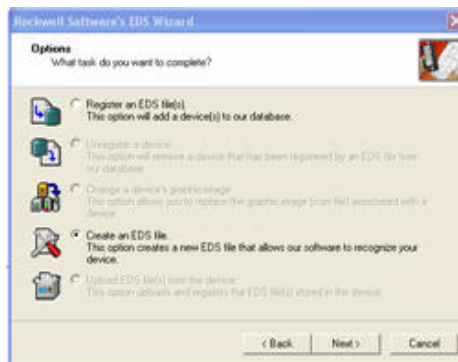 Rockwell Software's EDS Wizard
Options
What task do you want to complete?
Register an EDS file(s).
This option will add a device(s) to our database.
Unregister a device.
This option will remove a device that has been registered by an EDS file from
our database.
Change a device's graphic image.
This option allows you to replace the graphic image (icon file) associated with a
device.
Create an EDS file.
This option creates a new EDS file that allows our software to recognize your
device.
Upload EDS file(s) from the device.
This option uploads and registers the EDS file(s) stored in the device.
< Back
Next >
Cancel